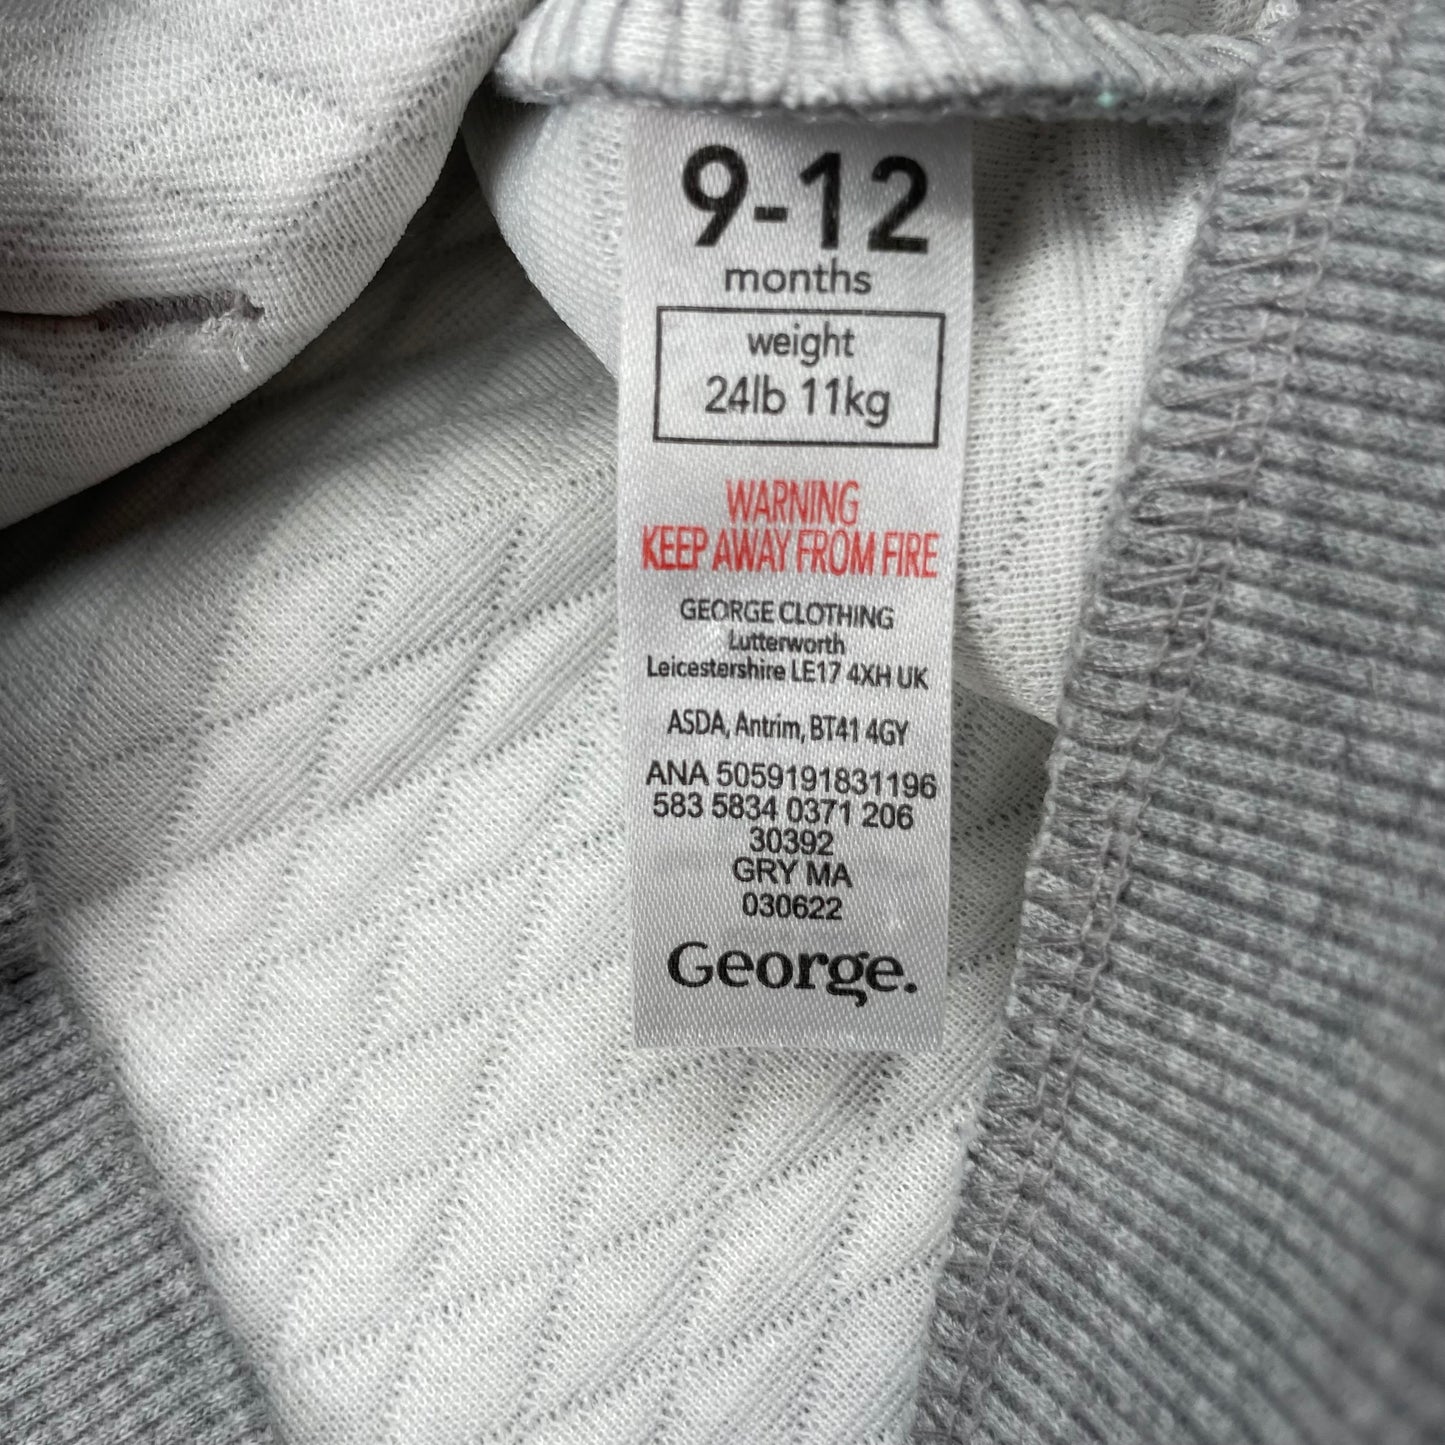 9-12
months
weight
24lb 11kg
WARNING
KEEP AWAY FROM FIRE
GEORGE CLOTHING
Lutterworth
Leicestershire LE17 4XH UK
ASDA, Antrim, BT41 4GY
ANA 5059191831196
583 5834 0371 206
30392
GRY MA
030622
George.